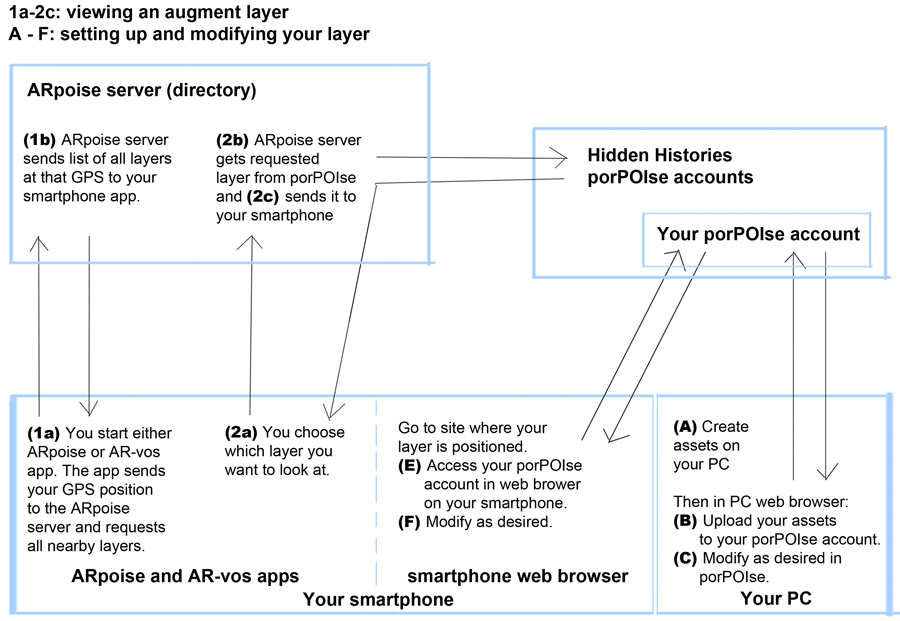 1a-2c: viewing an augment layer
A - F: setting up and modifying your layer
ARpoise server (directory)
(1b) ARpoise server
sends list of all layers
at that GPS to your
smartphone app.
(2b) ARpoise server
gets requested
layer from porPOIse
and (2c) sends it to
your smartphone
Hidden Histories
porPOIse accounts
Your porPOIse account
(1a) You start either
ARpoise or AR-vos
app. The app sends
your GPS position
to the ARpoise
server and requests
all nearby layers.
(2a) You choose
which layer you
want to look at.
ARpoise and AR-vos apps
Go to site where your
layer is positioned.
(E) Access your porPOIse
account in web brower
on your smartphone.
(F) Modify as desired.
smartphone web browser
Your smartphone
(A) Create
assets on
your PC
Then in PC web browser:
(B) Upload your assets
to your porPOIse account.
(C) Modify as desired in
porPOIse.
Your PC